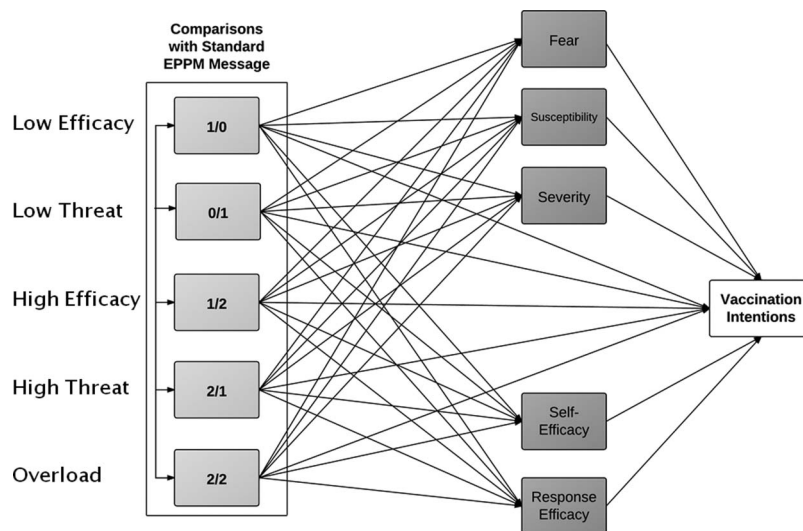 Comparisons
with Standard
EPPM Message
Low Efficacy
1/0
Low Threat
0/1
High Efficacy
1/2
High Threat
2/1
Overload
2/2
Fear
Susceptibility
Severity
Self-
Efficacy
Response
Efficacy
Vaccination
Intentions